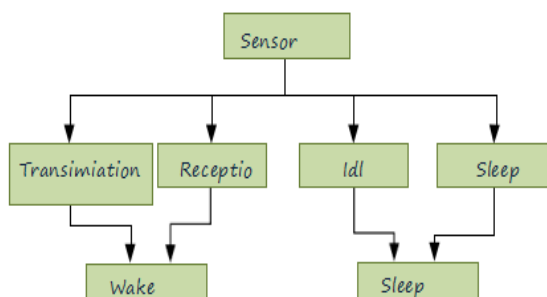 Sensor
Transimiation
Receptio
Idl
Sleep
Wake
Sleep